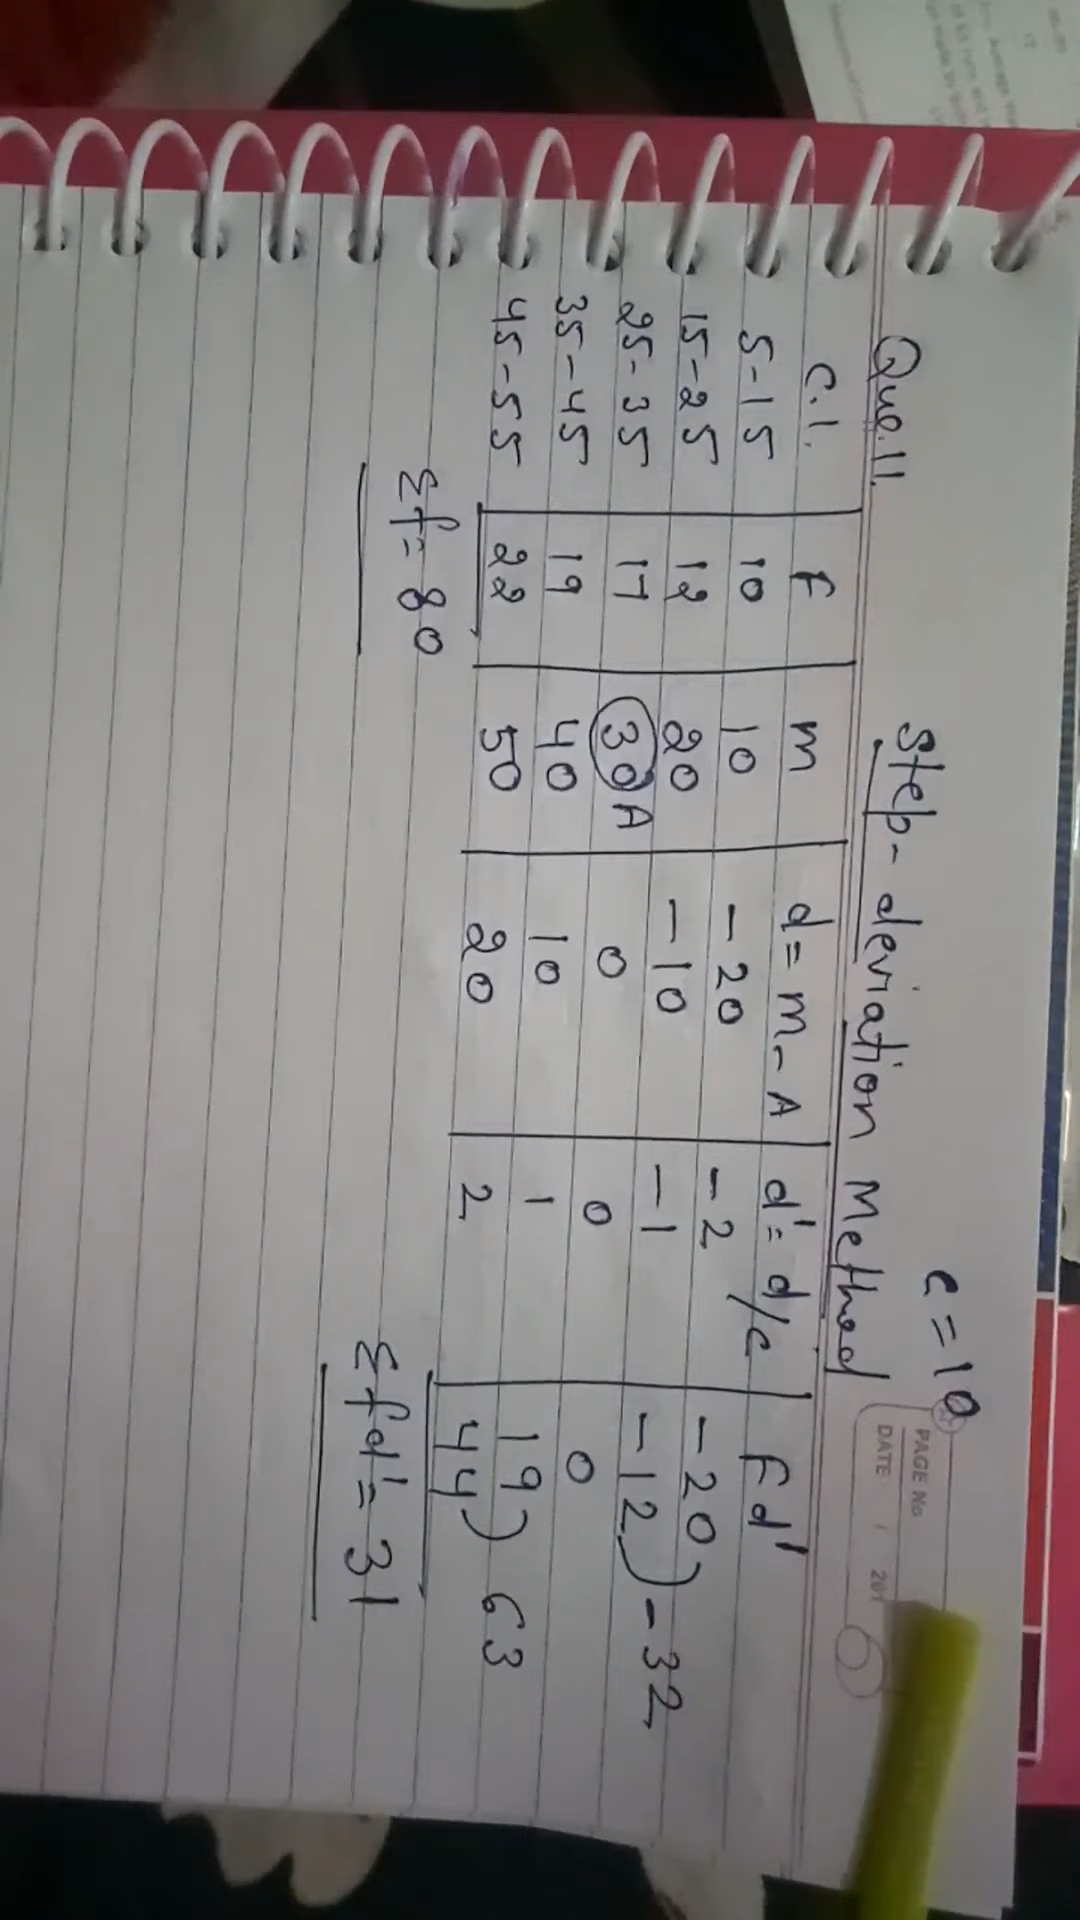 c = 10
PAGE No
DATE / 201
Que.11. Step-deviation Method
C.I. F m d = m - A d' = d/c Fd'
5-15 10 10 -20 -2 -20
15-25 12 20 -10 -1 -12) -32
25-35 17 30 A 0 0 0
35-45 19 40 10 1 19
45-55 22 50 20 2 44) 63
Σf = 80 Σfd' = 31